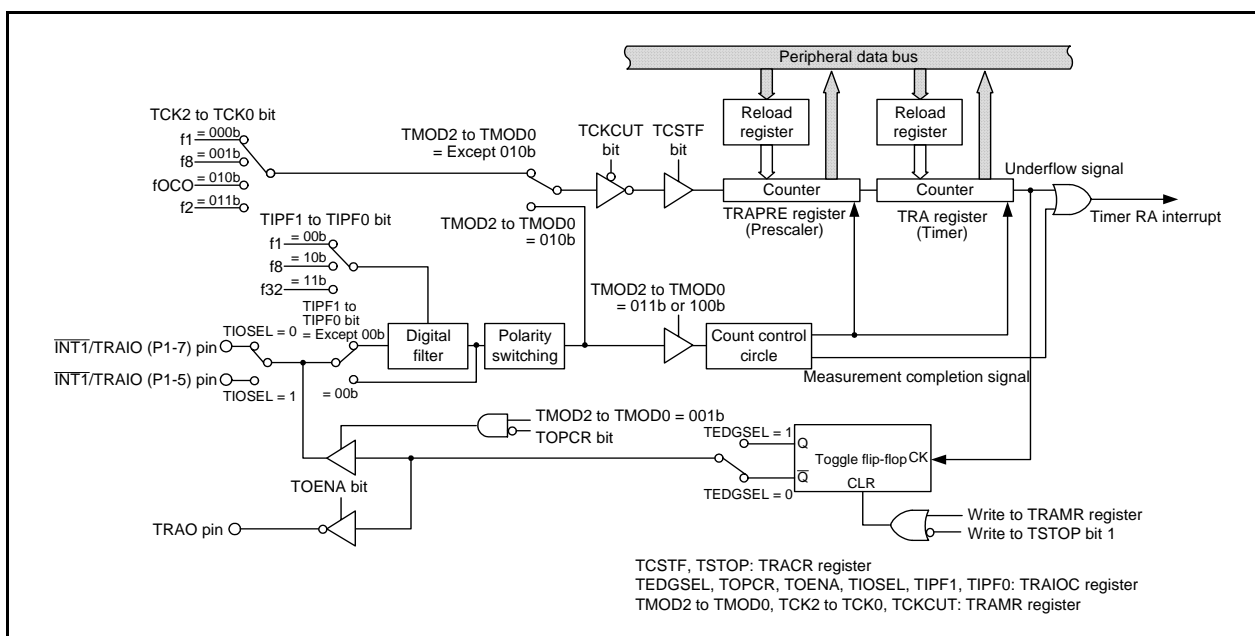 Peripheral data bus
TCK2 to TCK0 bit
f1
= 000b
f8
= 001b
fOCO
= 010b
f2
= 011b
TMOD2 to TMOD0
= Except 010b
TCKCUT
bit
TCSTF
bit
Reload
register
Reload
register
Counter
TRAPRE register
(Prescaler)
Counter
TRA register
(Timer)
Underflow signal
Timer RA interrupt
TMOD2 to TMOD0
= 010b
TIPF1 to TIPF0 bit
f1
= 00b
f8
= 10b
f32
= 11b
TIPF1 to
TIPF0 bit
= Except 00b
= 00b
Digital
filter
Polarity
switching
TMOD2 to TMOD0
= 011b or 100b
Count control
circle
Measurement completion signal
TIOSEL = 0
INT1/TRAIO (P1-7) pin
INT1/TRAIO (P1-5) pin
TIOSEL = 1
TMOD2 to TMOD0 = 001b
TOPCR bit
TEDGSEL = 1
Q
Toggle flip-flop
CK
Q
CLR
TEDGSEL = 0
TOENA bit
TRAO pin
Write to TRAMR register
Write to TSTOP bit 1
TCSTF, TSTOP: TRACR register
TEDGSEL, TOPCR, TOENA, TIOSEL, TIPF1, TIPF0: TRAIOC register
TMOD2 to TMOD0, TCK2 to TCK0, TCKCUT: TRAMR register